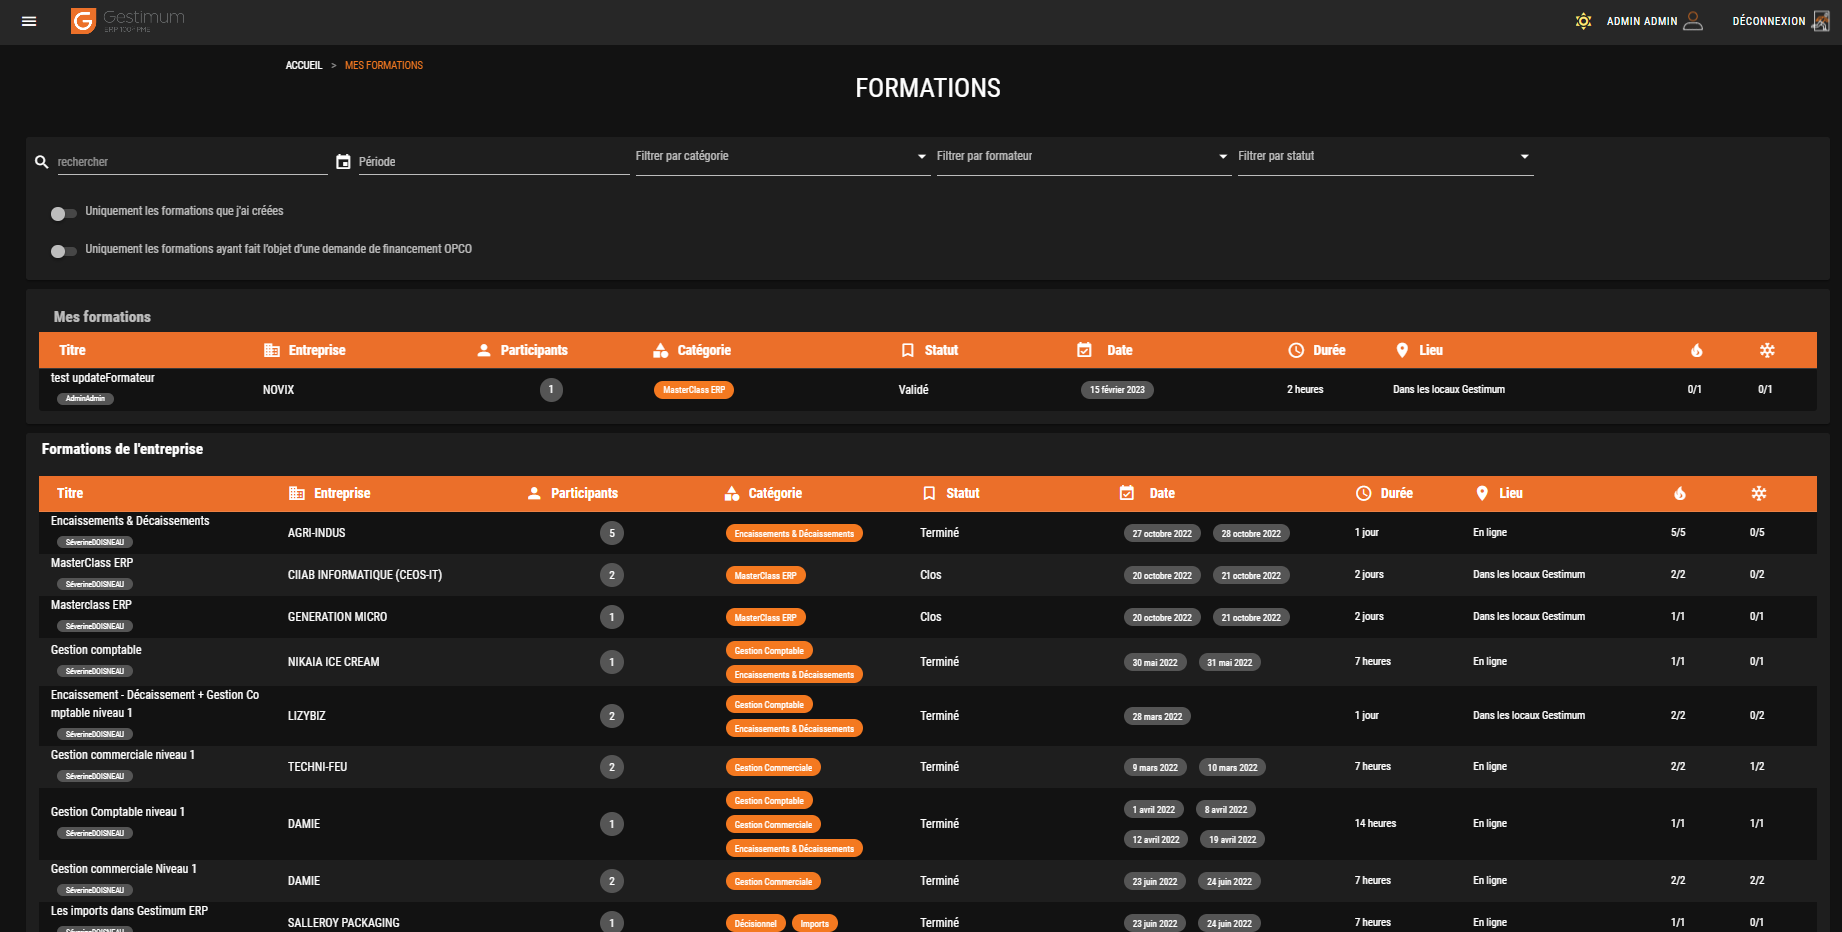 Gestimum
ERP 100% PME
ADMIN ADMIN
DÉCONNEXION
ACCUEIL > MES FORMATIONS
FORMATIONS
rechercher
Période
Filtrer par catégorie
Filtrer par formateur
Filtrer par statut
Uniquement les formations que j'ai créées
Uniquement les formations ayant fait l'objet d'une demande de financement OPCO
Mes formations
Titre Entreprise Participants Catégorie Statut Date Durée Lieu
test updateFormateur
AdminAdmin
NOVIX 1 MasterClass ERP Validé 15 février 2023 2 heures Dans les locaux Gestimum 0/1 0/1
Formations de l'entreprise
Titre Entreprise Participants Catégorie Statut Date Durée Lieu
Encaissements & Décaissements
SéverineDOISNEAU
AGRI-INDUS 5 Encaissements & Décaissements Terminé 27 octobre 2022 28 octobre 2022 1 jour En ligne 5/5 0/5
MasterClass ERP
SéverineDOISNEAU
CIIAB INFORMATIQUE (CEOS-IT) 2 MasterClass ERP Clos 20 octobre 2022 21 octobre 2022 2 jours Dans les locaux Gestimum 2/2 0/2
Masterclass ERP
SéverineDOISNEAU
GENERATION MICRO 1 MasterClass ERP Clos 20 octobre 2022 21 octobre 2022 2 jours Dans les locaux Gestimum 1/1 0/1
Gestion comptable
SéverineDOISNEAU
NIKAIA ICE CREAM 1 Gestion Comptable
Encaissements & Décaissements
Terminé 30 mai 2022 31 mai 2022 7 heures En ligne 1/1 0/1
Encaissement - Décaissement + Gestion Co
mptable niveau 1
SéverineDOISNEAU
LIZYBIZ 2 Gestion Comptable
Encaissements & Décaissements
Terminé 28 mars 2022 1 jour Dans les locaux Gestimum 2/2 0/2
Gestion commerciale niveau 1
SéverineDOISNEAU
TECHNI-FEU 2 Gestion Commerciale Terminé 9 mars 2022 10 mars 2022 7 heures En ligne 2/2 1/2
Gestion Comptable niveau 1
SéverineDOISNEAU
DAMIE 1 Gestion Comptable
Gestion Commerciale
Encaissements & Décaissements
Terminé 1 avril 2022 8 avril 2022
12 avril 2022 19 avril 2022
14 heures En ligne 1/1 1/1
Gestion commerciale Niveau 1
SéverineDOISNEAU
DAMIE 2 Gestion Commerciale Terminé 23 juin 2022 24 juin 2022 7 heures En ligne 2/2 2/2
Les imports dans Gestimum ERP
SéverineDOISNEAU
SALLEROY PACKAGING 1 Décisionnel Imports Terminé 23 juin 2022 24 juin 2022 7 heures En ligne 1/1 0/1